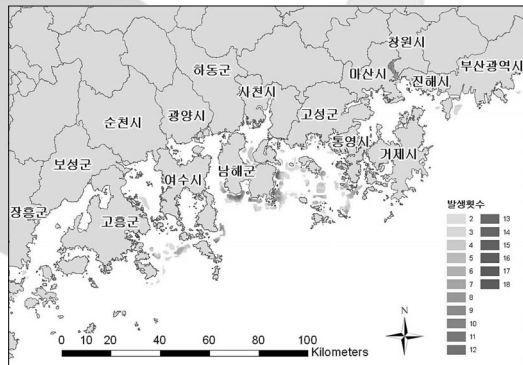 창원시
부산광역시
하동군
마산시
진해시
사천시
광양시
고성군
순천시
통영시
거제시
보성군
남해군
여수시
장흥군
고흥군
발생횟수
2 13
3 14
4 15
5 16
6 17
7 18
8
9
10
11
12
N
0 10 20 40 60 80 100
Kilometers